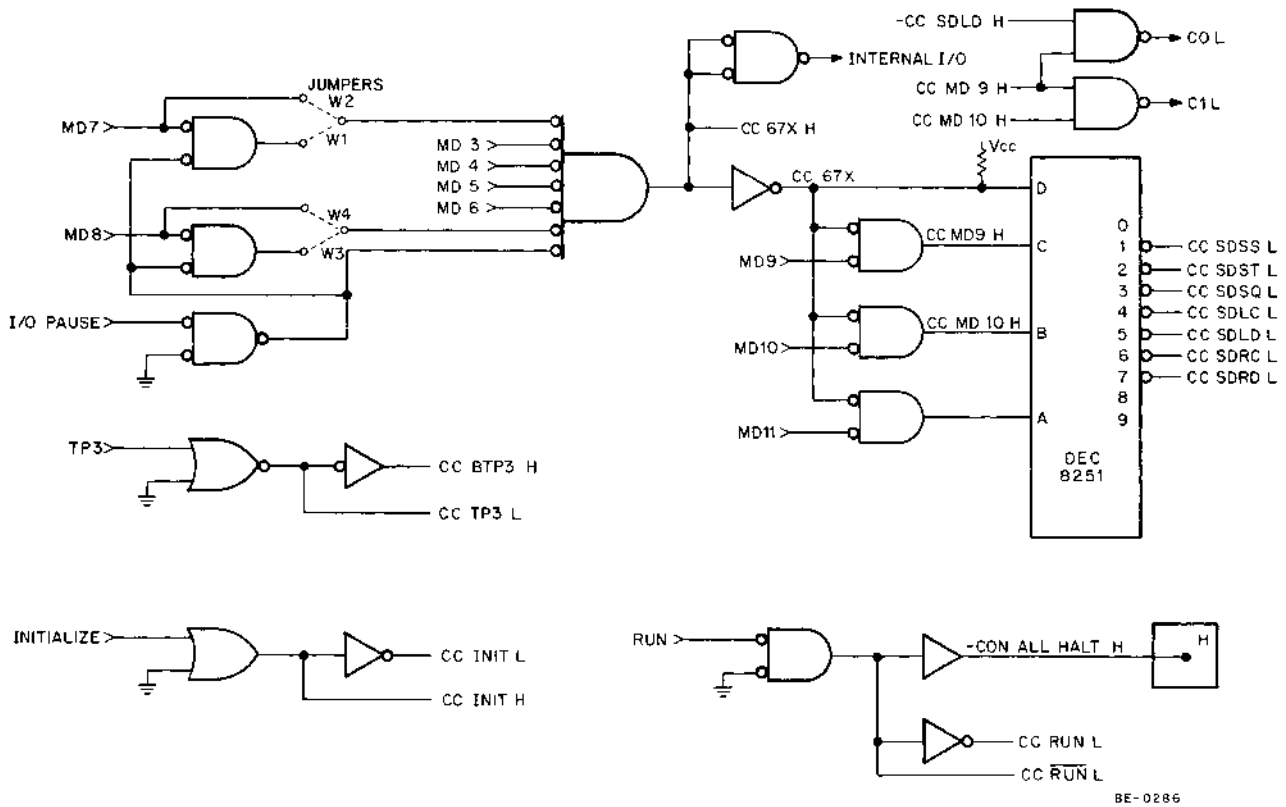 -CC SDLD H
C0 L
JUMPERS
W2
INTERNAL I/O
CC MD 9 H
C1 L
MD7
W1
MD 3
CC 67X H
CC MD 10 H
MD 4
Vcc
MD 5
CC 67X
MD 6
D
W4
MD8
W3
0
CC MD9 H
C
1
CC SDSS L
MD9
2
CC SDST L
3
CC SDSQ L
I/O PAUSE
4
CC SDLC L
CC MD 10 H
B
5
CC SDLD L
MD10
6
CC SDRC L
7
CC SDRD L
8
A
9
MD11
TP3
CC BTP3 H
DEC
8251
CC TP3 L
INITIALIZE
RUN
-CON ALL HALT H
H
CC INIT L
CC INIT H
CC RUN L
CC R̅U̅N̅ L
BE-0286